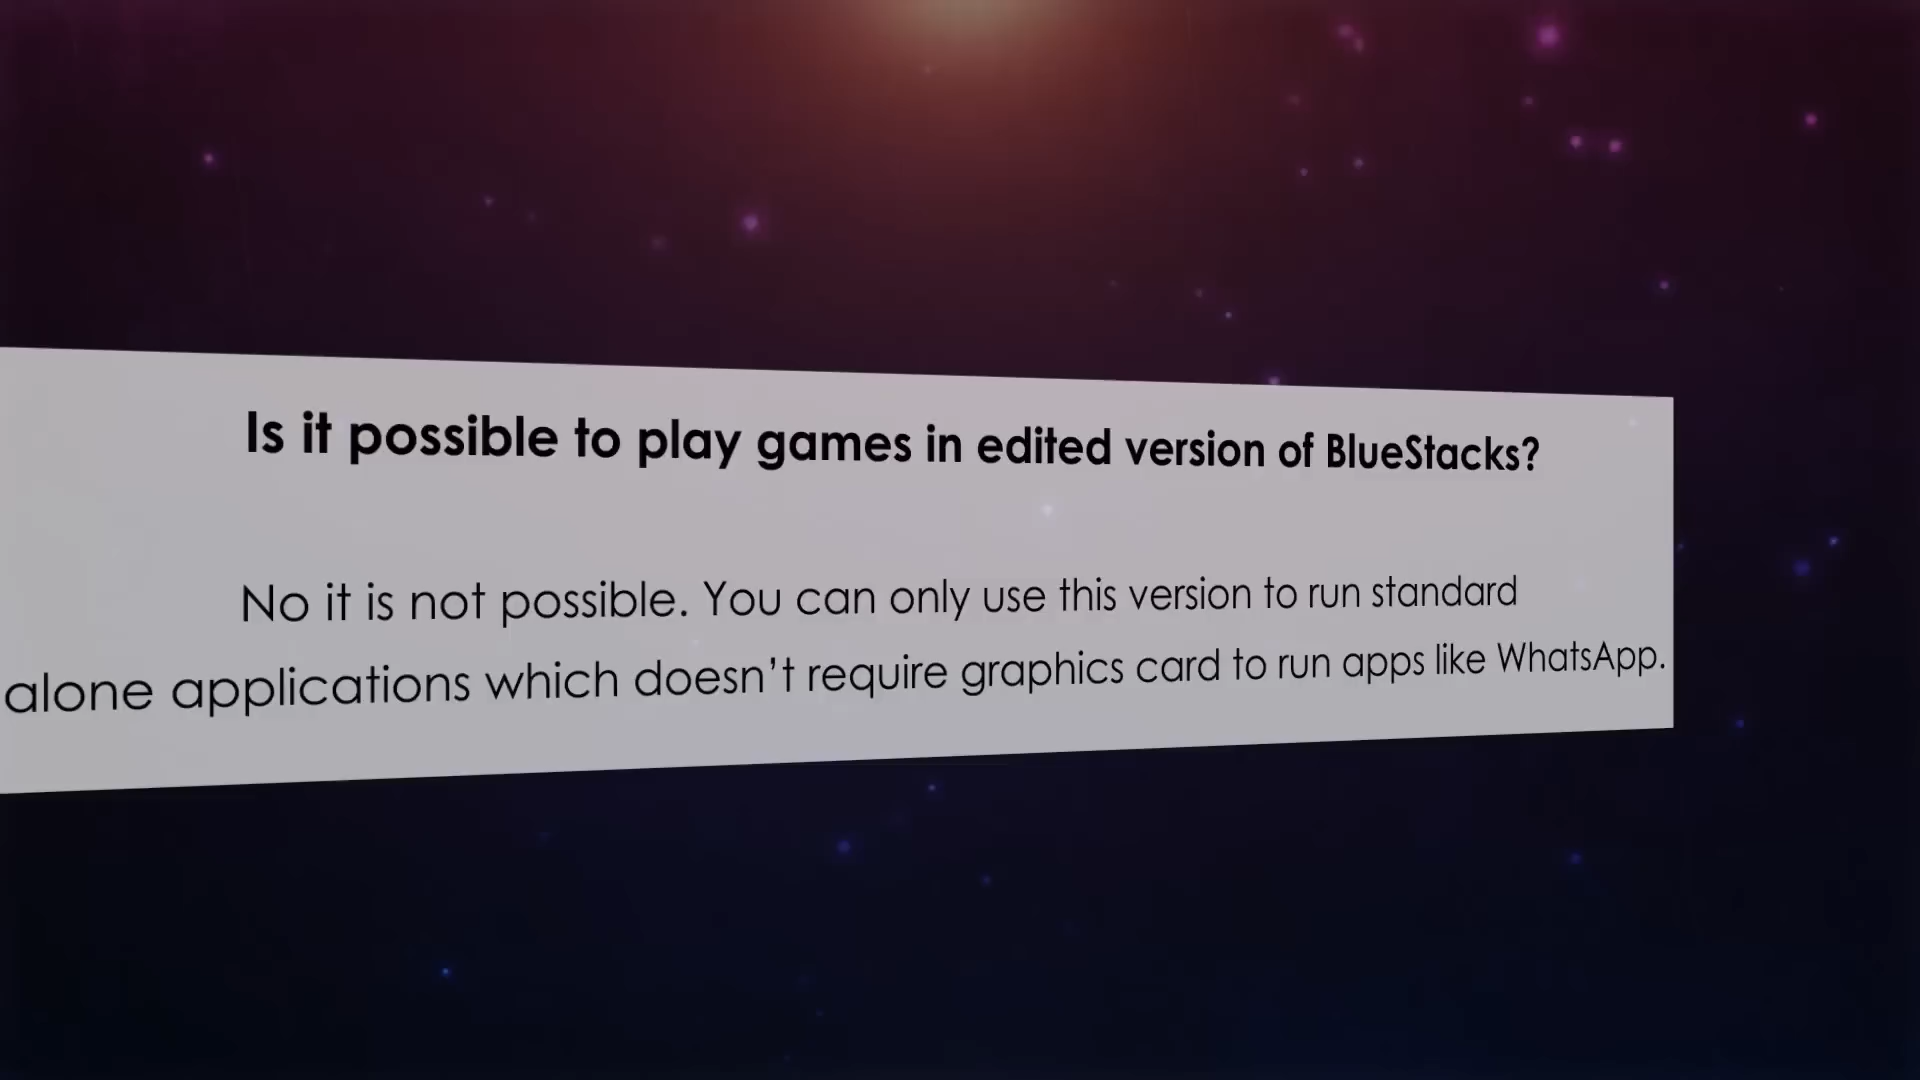 Is it possible to play games in edited version of BlueStacks?
No it is not possible. You can only use this version to run standard
alone applications which doesn’t require graphics card to run apps like WhatsApp.